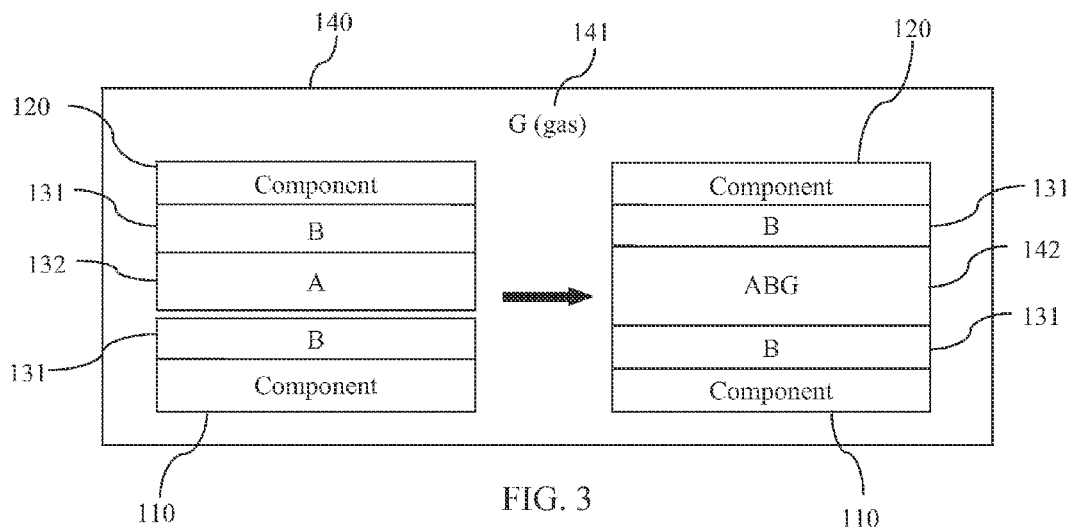 140
141
120
120
G (gas)
Component
Component
131
131
B
B
132
A
ABG
142
B
B
131
131
Component
Component
110
FIG. 3
110